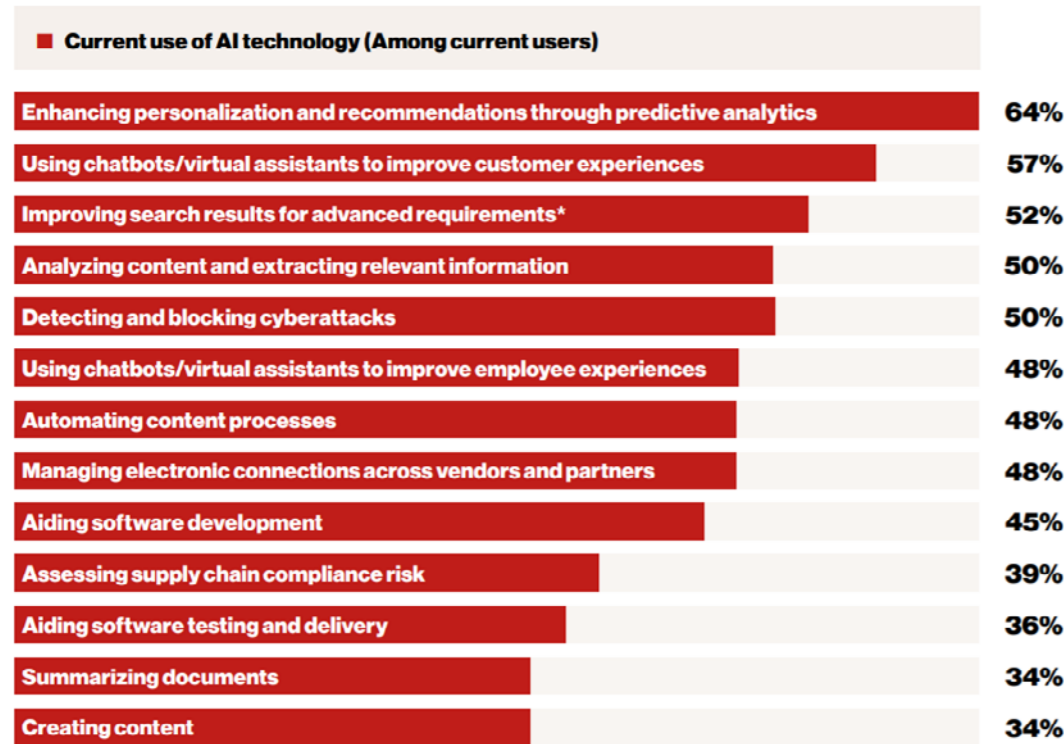 Current use of AI technology (Among current users)
Enhancing personalization and recommendations through predictive analytics 64%
Using chatbots/virtual assistants to improve customer experiences 57%
Improving search results for advanced requirements* 52%
Analyzing content and extracting relevant information 50%
Detecting and blocking cyberattacks 50%
Using chatbots/virtual assistants to improve employee experiences 48%
Automating content processes 48%
Managing electronic connections across vendors and partners 48%
Aiding software development 45%
Assessing supply chain compliance risk 39%
Aiding software testing and delivery 36%
Summarizing documents 34%
Creating content 34%